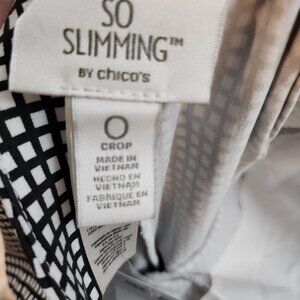 SO
SLIMMING™
BY chico's
0
CROP
MADE IN
VIETNAM
HECHO EN
VIETNAM
FABRIQUÉ EN
VIETNAM